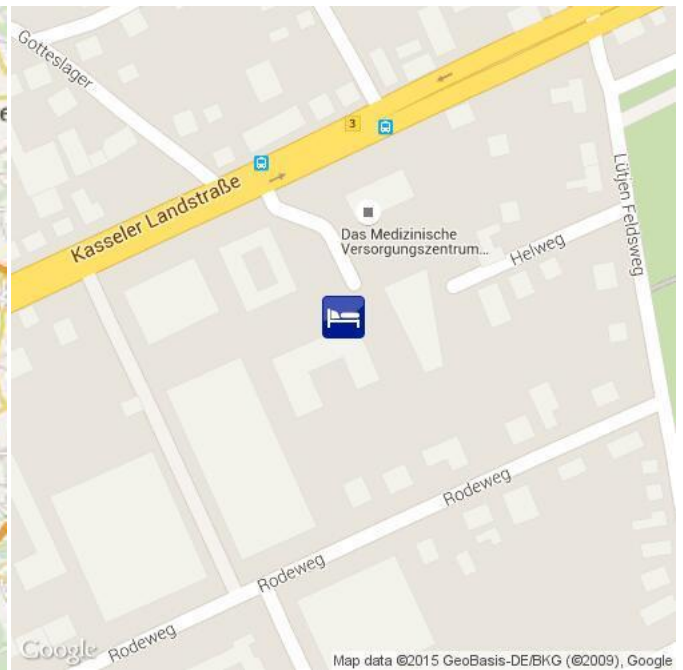 Gotteslager
3
Kasseler Landstraße
Lütjen Feldsweg
Das Medizinische
Versorgungszentrum...
Helweg
Rodeweg
Rodeweg
Rodeweg
Google
Map data ©2015 GeoBasis-DE/BKG (©2009), Google